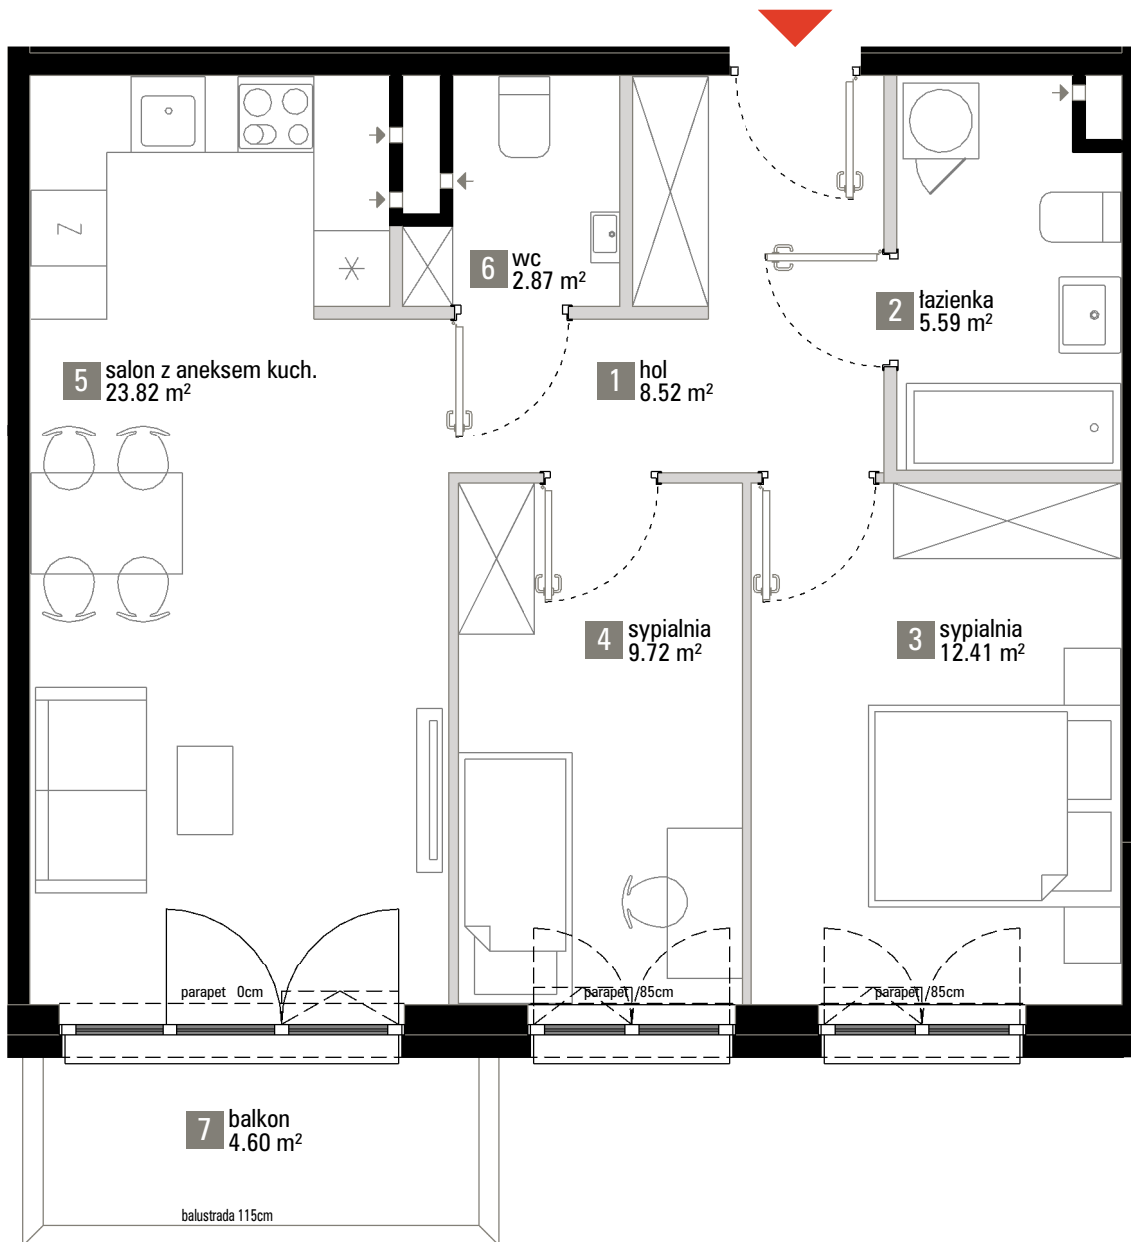 Z
6 wc
2.87 m²
2 łazienka
5.59 m²
5 salon z aneksem kuch.
23.82 m²
1 hol
8.52 m²
4 sypialnia
9.72 m²
3 sypialnia
12.41 m²
parapet 0cm
parapet /85cm
parapet /85cm
7 balkon
4.60 m²
balustrada 115cm